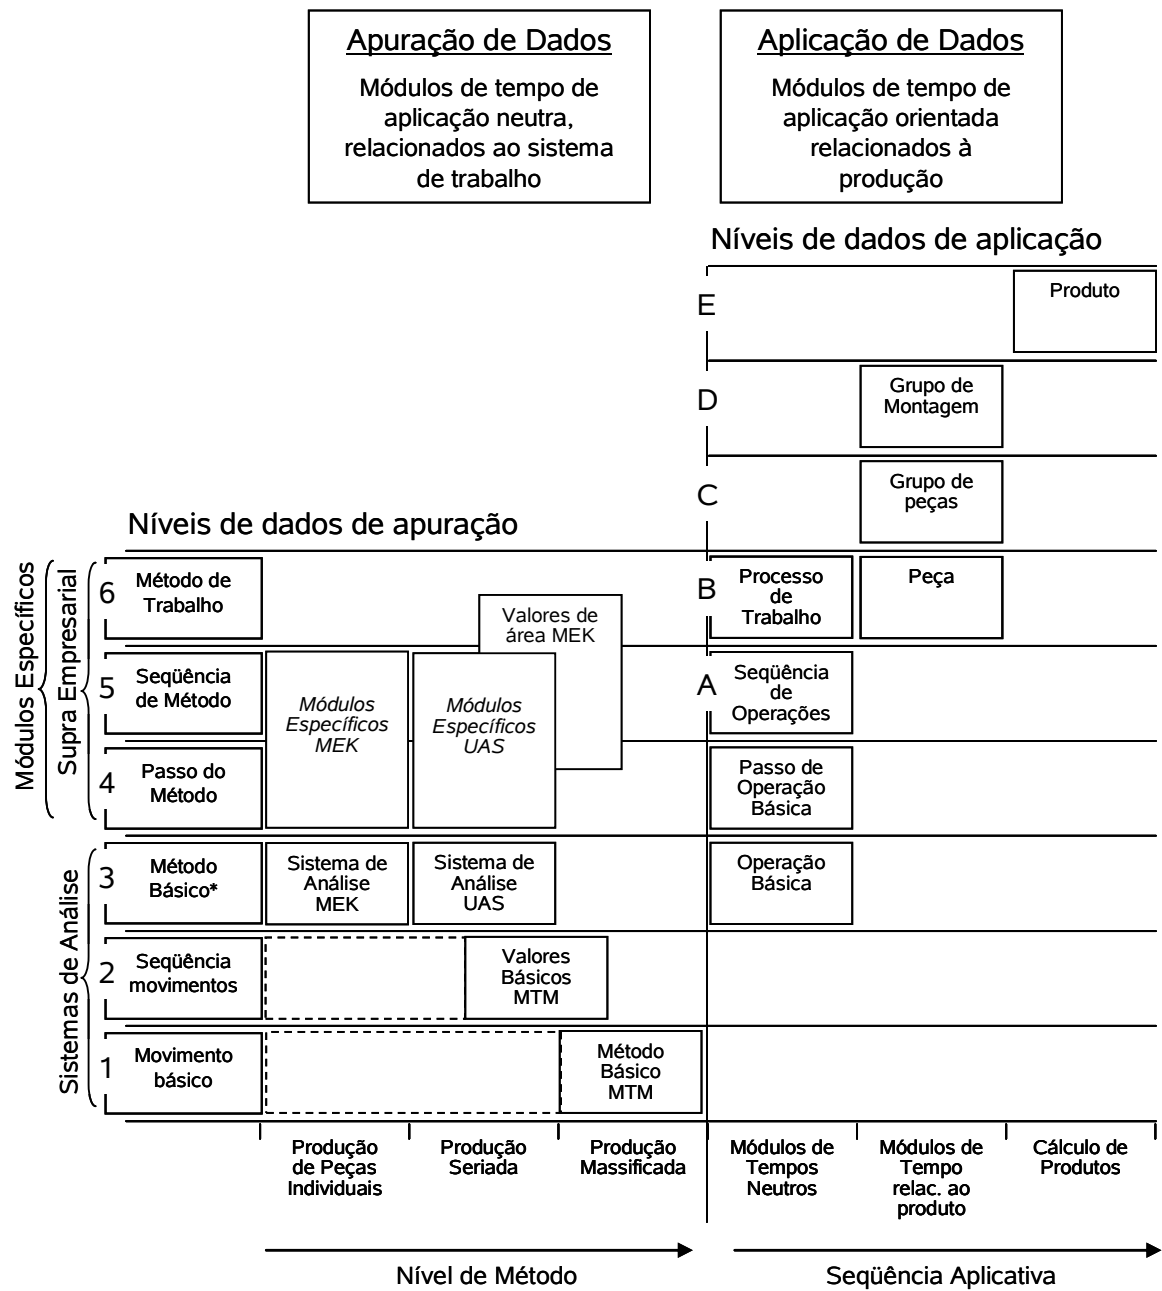 Apuração de Dados
Módulos de tempo de
aplicação neutra,
relacionados ao sistema
de trabalho
Aplicação de Dados
Módulos de tempo de
aplicação orientada
relacionados à
produção
Níveis de dados de aplicação
E
Produto
D
Grupo de
Montagem
C
Grupo de
peças
Níveis de dados de apuração
Módulos Específicos
Supra Empresarial
6
Método de
Trabalho
Valores de
área MEK
B
Processo
de
Trabalho
Peça
5
Seqüência
de Método
Módulos
Específicos
MEK
Módulos
Específicos
UAS
A
Seqüência
de
Operações
4
Passo do
Método
Passo de
Operação
Básica
Sistemas de Análise
3
Método
Básico*
Sistema de
Análise
MEK
Sistema de
Análise
UAS
Operação
Básica
2
Seqüência
movimentos
Valores
Básicos
MTM
1
Movimento
básico
Método
Básico
MTM
Produção
de Peças
Individuais
Produção
Seriada
Produção
Massificada
Módulos de
Tempos
Neutros
Módulos de
Tempo
relac. ao
produto
Cálculo de
Produtos
Nível de Método
Seqüência Aplicativa